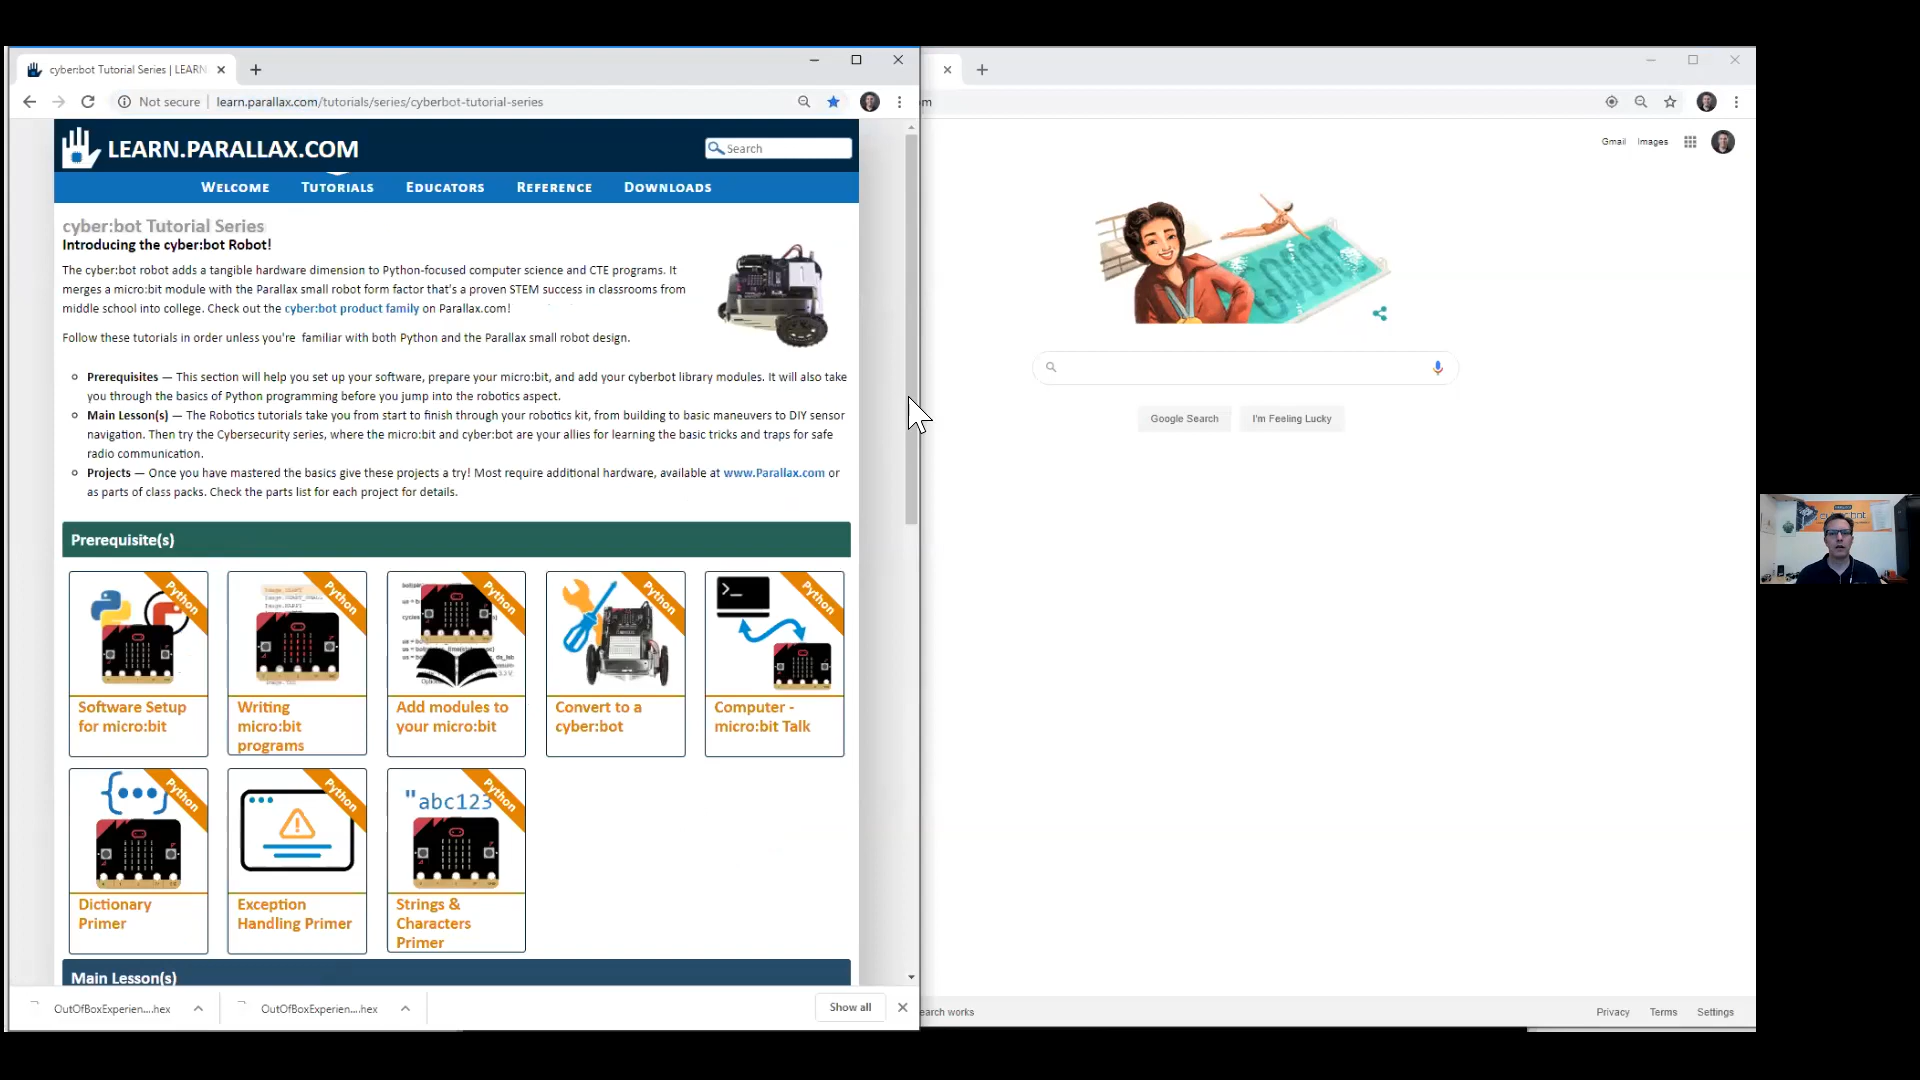 cyber:bot Tutorial Series | LEARN
Not secure
learn.parallax.com/tutorials/series/cyberbot-tutorial-series
LEARN.PARALLAX.COM
Search
WELCOME
TUTORIALS
EDUCATORS
REFERENCE
DOWNLOADS
cyber:bot Tutorial Series
Introducing the cyber:bot Robot!
The cyber:bot robot adds a tangible hardware dimension to Python-focused computer science and CTE programs. It
merges a micro:bit module with the Parallax small robot form factor that's a proven STEM success in classrooms from
middle school into college. Check out the cyber:bot product family on Parallax.com!
Follow these tutorials in order unless you're familiar with both Python and the Parallax small robot design.
Prerequisites — This section will help you set up your software, prepare your micro:bit, and add your cyberbot library modules. It will also take
you through the basics of Python programming before you jump into the robotics aspect.
Main Lesson(s) — The Robotics tutorials take you from start to finish through your robotics kit, from building to basic maneuvers to DIY sensor
navigation. Then try the Cybersecurity series, where the micro:bit and cyber:bot are your allies for learning the basic tricks and traps for safe
radio communication.
Projects — Once you have mastered the basics give these projects a try! Most require additional hardware, available at www.Parallax.com or
as parts of class packs. Check the parts list for each project for details.
Prerequisite(s)
Python
Software Setup
for micro:bit
Python
Writing
micro:bit
programs
Python
Add modules to
your micro:bit
Python
Convert to a
cyber:bot
Python
Computer -
micro:bit Talk
{...}
Python
Dictionary
Primer
Python
Exception
Handling Primer
"abc123
Python
Strings &
Characters
Primer
Main Lesson(s)
OutOfBoxExperien....hex
OutOfBoxExperien....hex
Show all
om
Gmail
Images
Google Search
I'm Feeling Lucky
earch works
Privacy
Terms
Settings